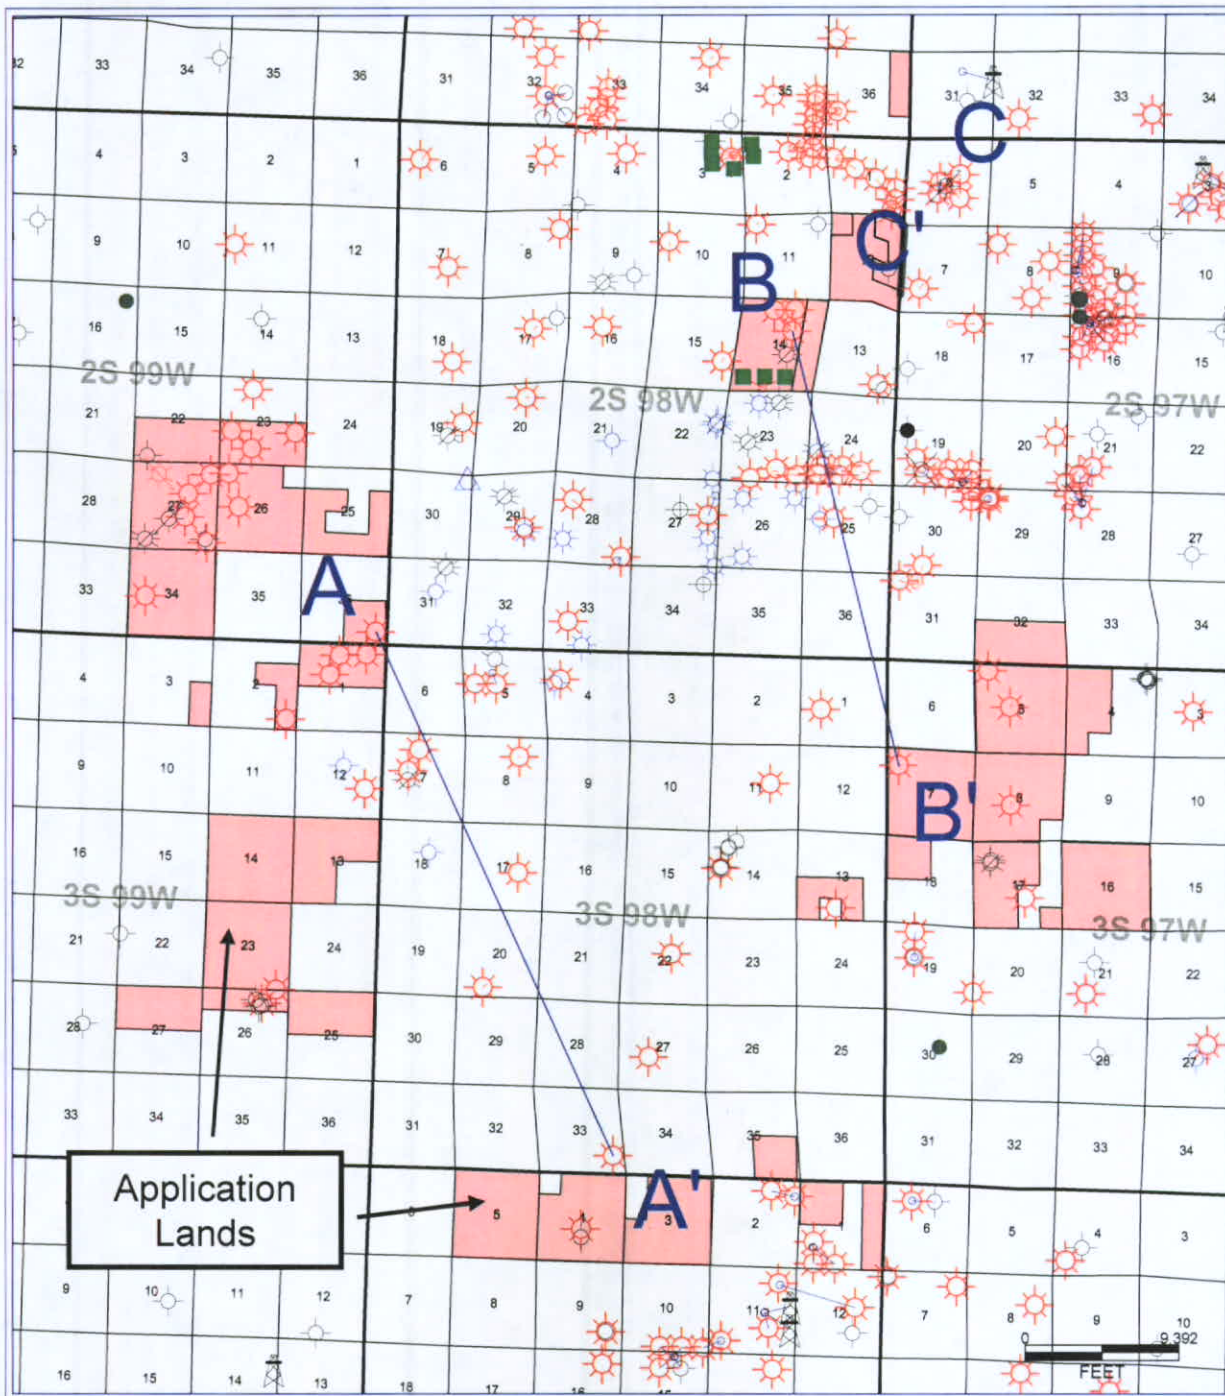 32 33 34 35 36 31 32 33 34 35 36 31 32 33 34
C
4 3 2 1 6 5 4 3 2 1 5 4 3
C'
9 10 11 12 7 8 9 10 11 7 8 9 10
B
16 15 14 13 18 17 16 15 14 13 18 17 16 15
2S 99W 2S 98W 2S 97W
21 22 23 24 19 20 21 22 23 24 19 20 21 22
28 27 26 25 30 29 28 27 26 25 30 29 28 27
A
33 34 35 31 32 33 34 35 36 31 32 33 34
4 3 2 1 6 5 4 3 2 1 6 5 4 3
9 10 11 12 7 8 9 10 11 12 7 8 9 10
B'
16 15 14 13 18 17 16 15 14 13 18 17 16 15
3S 99W 3S 98W 3S 97W
21 22 23 24 19 20 21 22 23 24 19 20 21 22
28 27 26 25 30 29 28 27 26 25 30 29 28 27
33 34 35 36 31 32 33 34 35 36 31 32 33 34
Application
Lands
A'
6 5 4 3 2 1 6 5 4 3
9 10 11 12 7 8 9 10 11 12 7 8 9 10
0 9,392
FEET
16 15 14 13 18 17 16 15